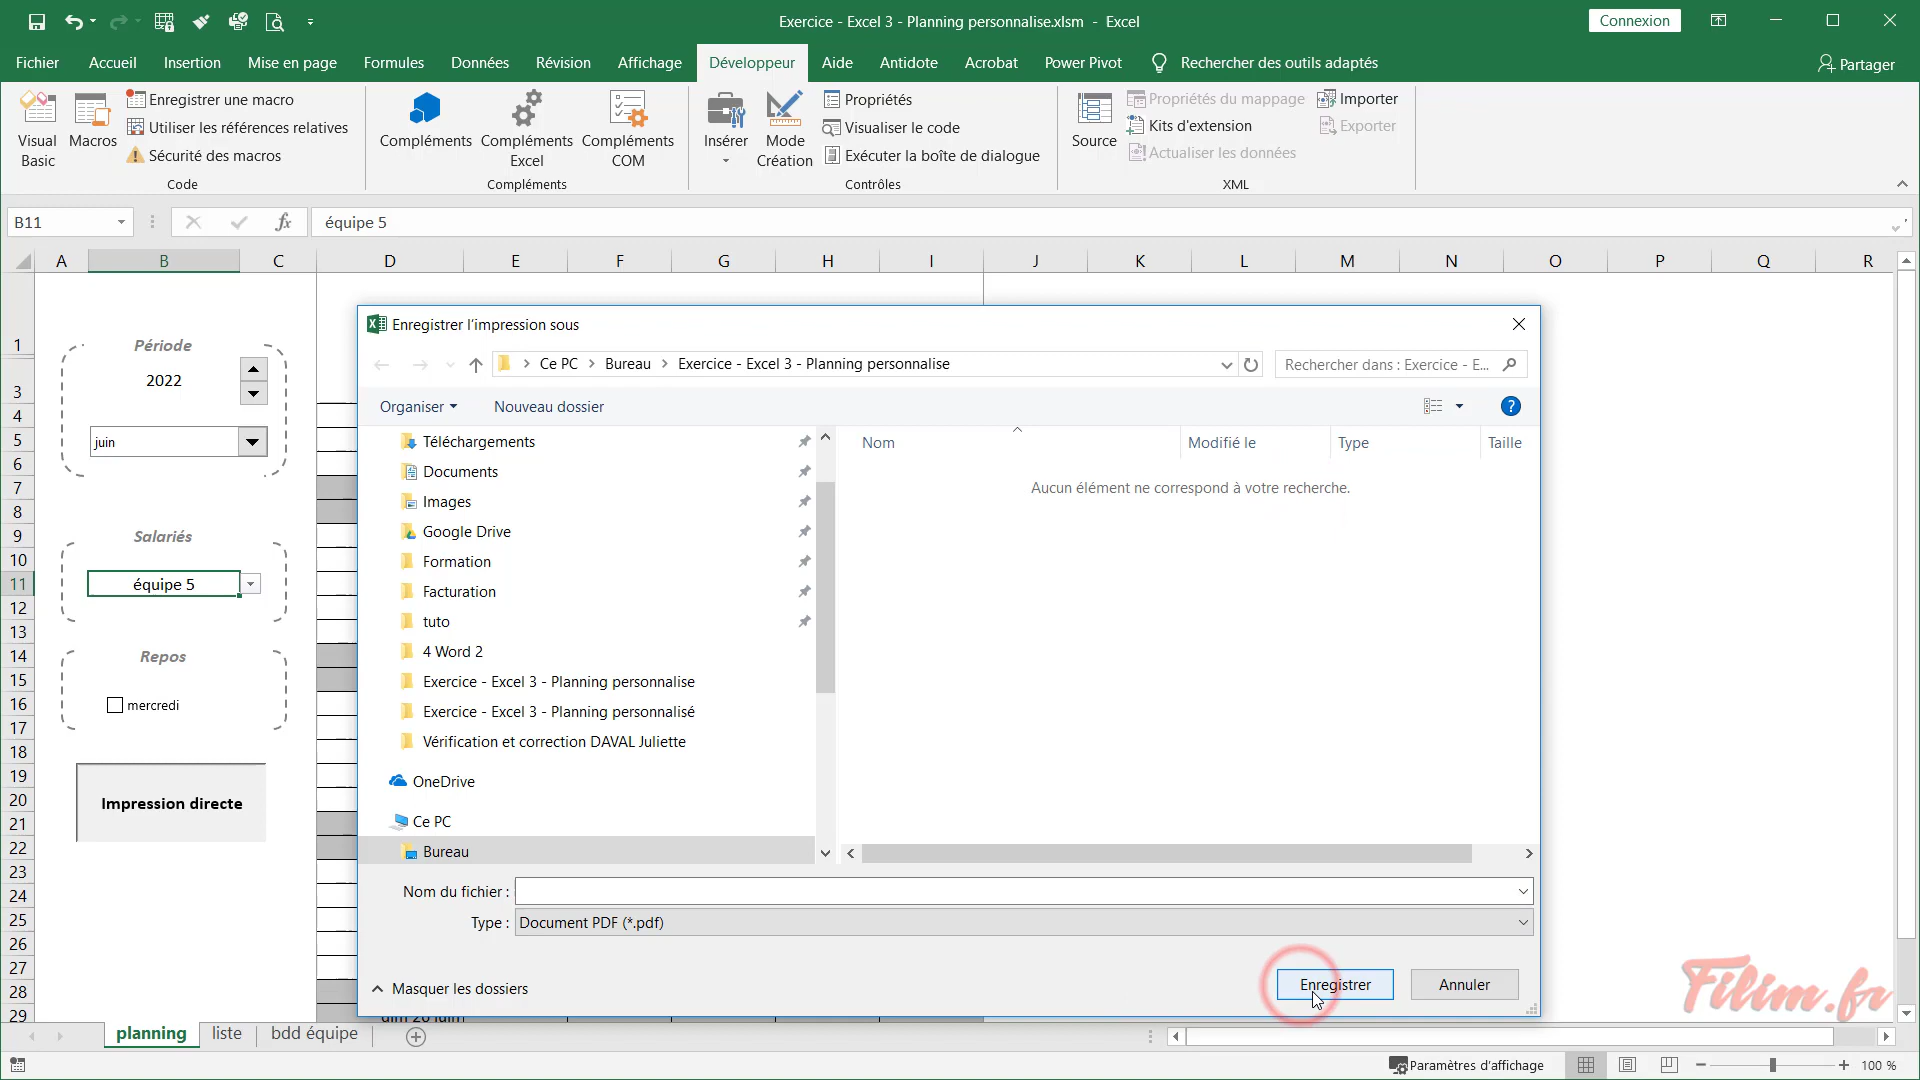 Exercice - Excel 3 - Planning personnalise.xlsm - Excel
Connexion
Fichier
Accueil
Insertion
Mise en page
Formules
Données
Révision
Affichage
Développeur
Aide
Antidote
Acrobat
Power Pivot
Rechercher des outils adaptés
Partager
Visual
Basic
Macros
Enregistrer une macro
Utiliser les références relatives
Sécurité des macros
Code
Compléments
Compléments
Excel
Compléments
COM
Compléments
Insérer
Mode
Création
Propriétés
Visualiser le code
Exécuter la boîte de dialogue
Contrôles
Source
Propriétés du mappage
Kits d'extension
Actualiser les données
Importer
Exporter
XML
B11
fx
équipe 5
A B C D E F G H I J K L M N O P Q R
1
3
4
5
6
7
8
9
10
11
12
13
14
15
16
17
18
19
20
21
22
23
24
25
26
27
28
29
Période
2022
juin
Salariés
équipe 5
Repos
mercredi
Impression directe
Enregistrer l'impression sous
Ce PC
Bureau
Exercice - Excel 3 - Planning personnalise
Rechercher dans : Exercice - E...
Organiser
Nouveau dossier
?
Téléchargements
Documents
Images
Google Drive
Formation
Facturation
tuto
4 Word 2
Exercice - Excel 3 - Planning personnalise
Exercice - Excel 3 - Planning personnalisé
Vérification et correction DAVAL Juliette
OneDrive
Ce PC
Bureau
Nom
Modifié le
Type
Taille
Aucun élément ne correspond à votre recherche.
Nom du fichier :
Type :
Document PDF (*.pdf)
Masquer les dossiers
Enregistrer
Annuler
dim 26 juin
Filim.fr
planning
liste
bdd équipe
Paramètres d'affichage
100 %